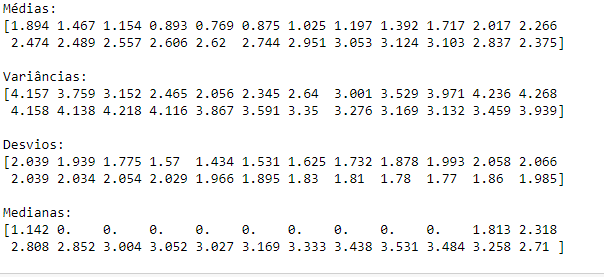 Médias:
[1.894 1.467 1.154 0.893 0.769 0.875 1.025 1.197 1.392 1.717 2.017 2.266
 2.474 2.489 2.557 2.606 2.62  2.744 2.951 3.053 3.124 3.103 2.837 2.375]

Variâncias:
[4.157 3.759 3.152 2.465 2.056 2.345 2.64  3.001 3.529 3.971 4.236 4.268
 4.158 4.138 4.218 4.116 3.867 3.591 3.35  3.276 3.169 3.132 3.459 3.939]

Desvios:
[2.039 1.939 1.775 1.57  1.434 1.531 1.625 1.732 1.878 1.993 2.058 2.066
 2.039 2.034 2.054 2.029 1.966 1.895 1.83  1.81  1.78  1.77  1.86  1.985]

Medianas:
[1.142 0.    0.    0.    0.    0.    0.    0.    0.    0.    1.813 2.318
 2.808 2.852 3.004 3.052 3.027 3.169 3.333 3.438 3.531 3.484 3.258 2.71 ]